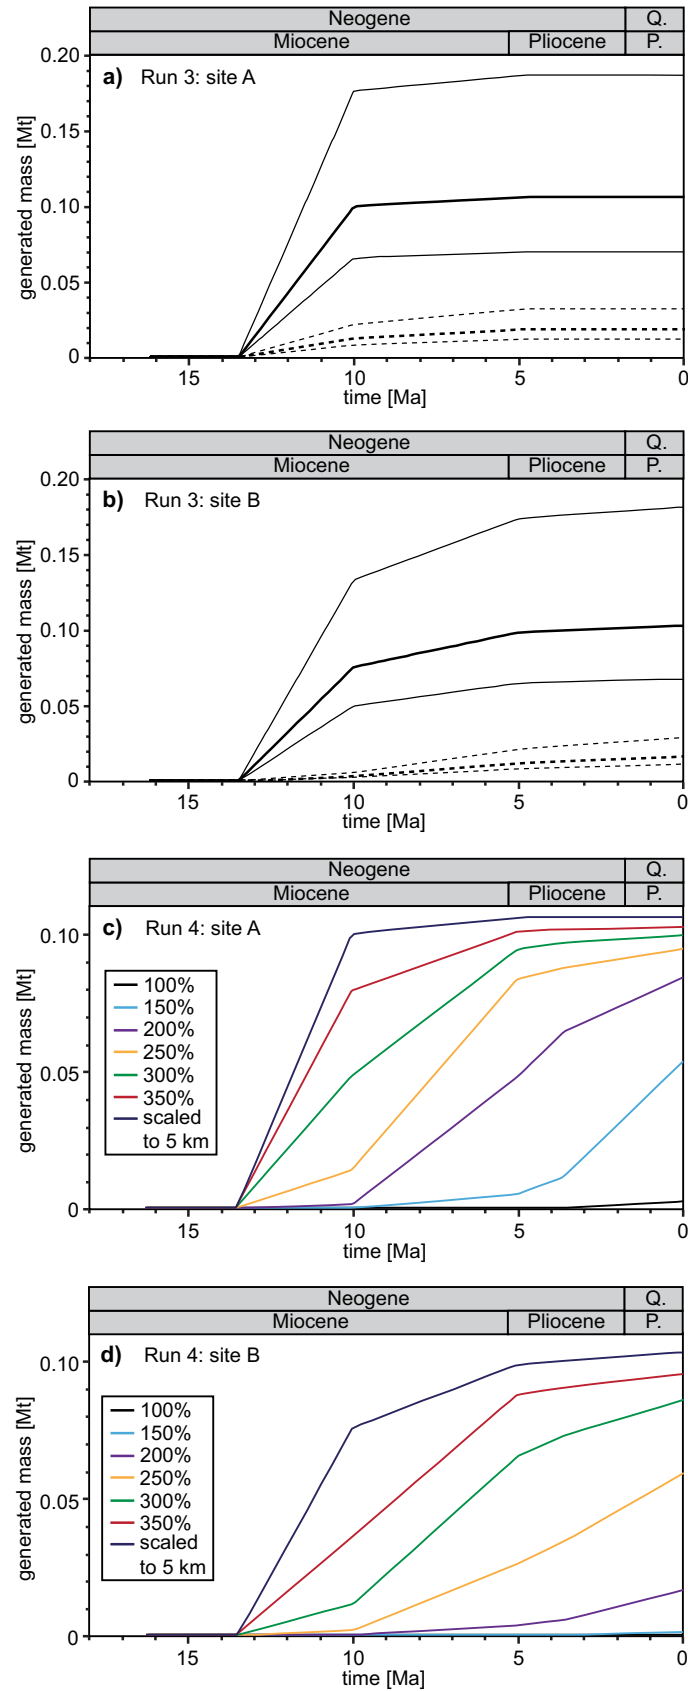 Neogene Q.
Miocene Pliocene P.
a) Run 3: site A
0.20
0.15
0.10
0.05
0
generated mass [Mt]
15 10 5 0
time [Ma]
Neogene Q.
Miocene Pliocene P.
b) Run 3: site B
0.20
0.15
0.10
0.05
0
generated mass [Mt]
15 10 5 0
time [Ma]
Neogene Q.
Miocene Pliocene P.
c) Run 4: site A
0.10
0.05
0
generated mass [Mt]
100%
150%
200%
250%
300%
350%
scaled
to 5 km
15 10 5 0
time [Ma]
Neogene Q.
Miocene Pliocene P.
d) Run 4: site B
0.10
0.05
0
generated mass [Mt]
100%
150%
200%
250%
300%
350%
scaled
to 5 km
15 10 5 0
time [Ma]